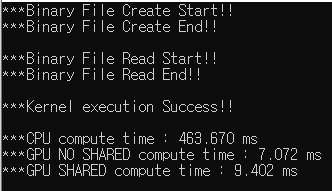 ***Binary File Create Start!!
***Binary File Create End!!
***Binary File Read Start!!
***Binary File Read End!!
***Kernel execution Success!!
***CPU compute time : 463.670 ms
***GPU NO SHARED compute time : 7.072 ms
***GPU SHARED compute time : 9.402 ms